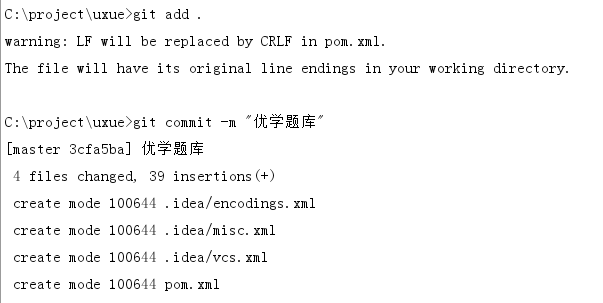 C:\project\uxue>git add .
warning: LF will be replaced by CRLF in pom.xml.
The file will have its original line endings in your working directory.
C:\project\uxue>git commit -m "优学题库"
[master 3cfa5ba] 优学题库
4 files changed, 39 insertions(+)
create mode 100644 .idea/encodings.xml
create mode 100644 .idea/misc.xml
create mode 100644 .idea/vcs.xml
create mode 100644 pom.xml